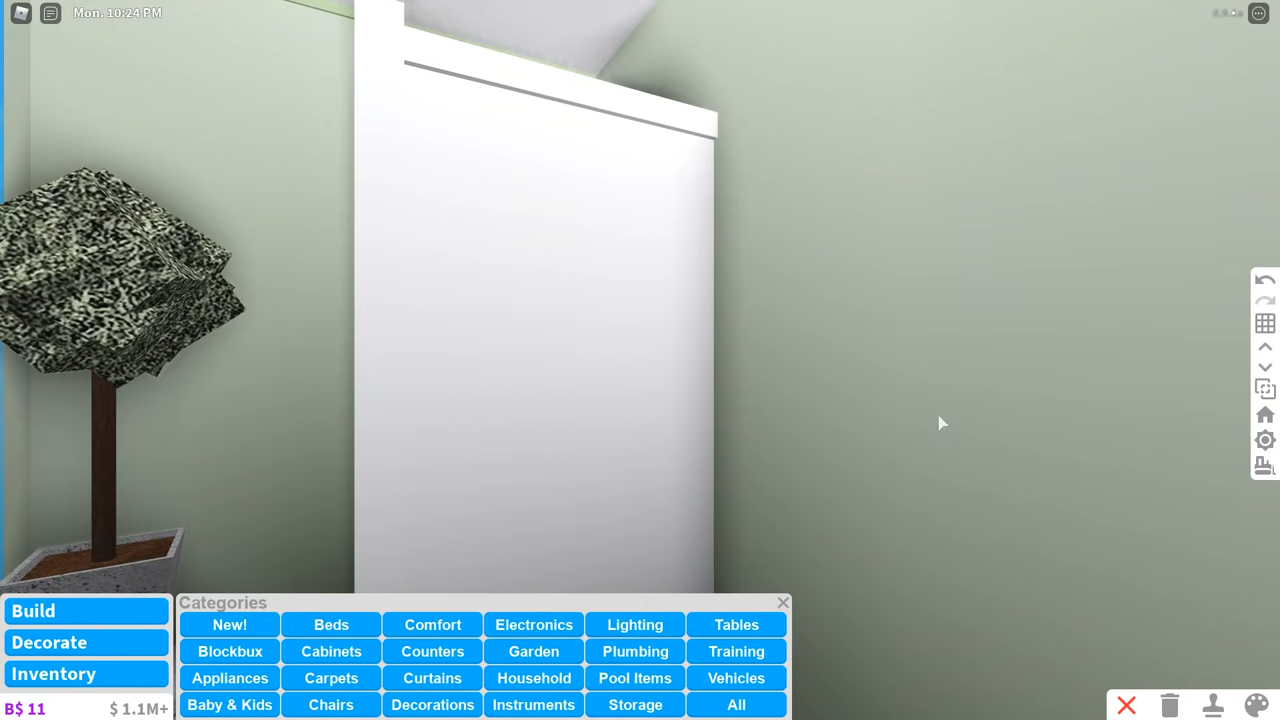 Mon. 10:24 PM
Build
Decorate
Inventory
B$ 11 $ 1.1M+
Categories
New! Beds Comfort Electronics Lighting Tables
Blockbux Cabinets Counters Garden Plumbing Training
Appliances Carpets Curtains Household Pool Items Vehicles
Baby & Kids Chairs Decorations Instruments Storage All